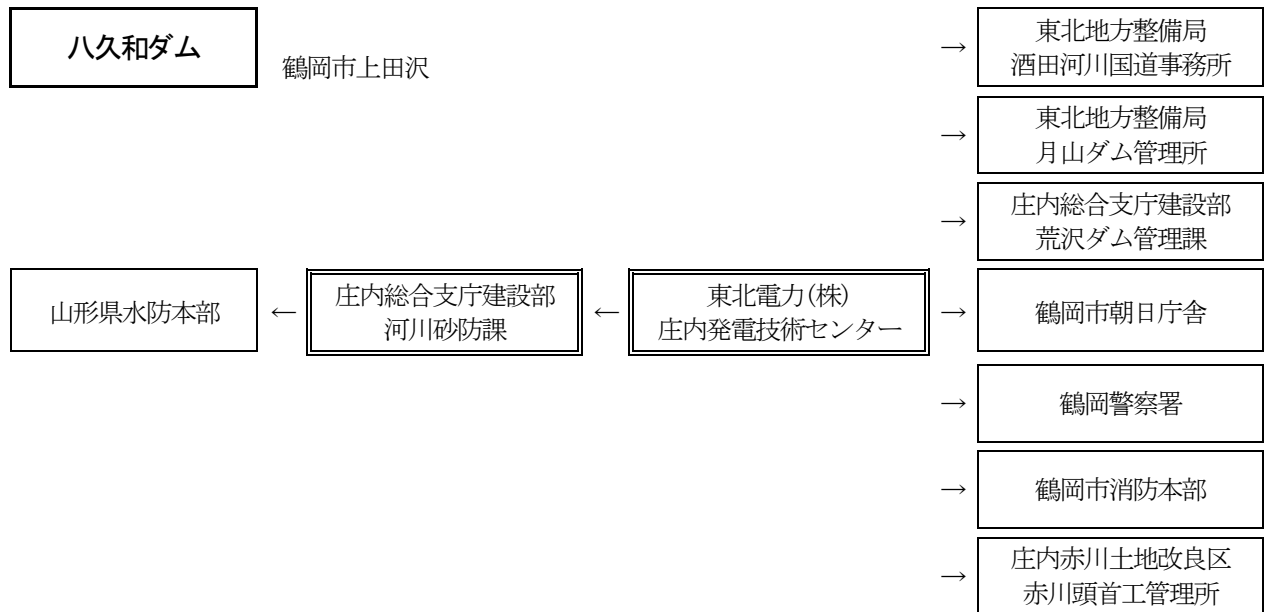 八久和ダム
鶴岡市上田沢
→
東北地方整備局
酒田河川国道事務所
→
東北地方整備局
月山ダム管理所
→
庄内総合支庁建設部
荒沢ダム管理課
山形県水防本部
←
庄内総合支庁建設部
河川砂防課
←
東北電力(株)
庄内発電技術センター
→
鶴岡市朝日庁舎
→
鶴岡警察署
→
鶴岡市消防本部
→
庄内赤川土地改良区
赤川頭首工管理所